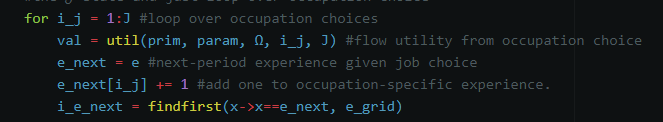 for i_j = 1:J #loop over occupation choices
val = util(prim, param, Ω, i_j, J) #flow utility from occupation choice
e_next = e #next-period experience given job choice
e_next[i_j] += 1 #add one to occupation-specific experience.
i_e_next = findfirst(x->x==e_next, e_grid)